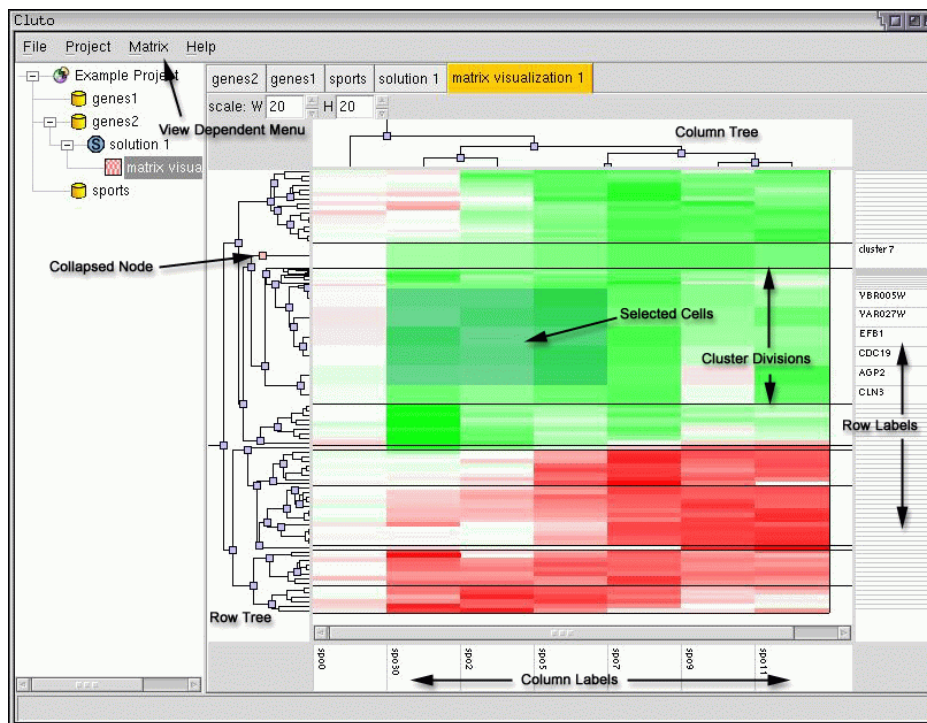 Cluto
File Project Matrix Help
Example Project
genes1
genes2
solution 1
matrix visua
sports
View Dependent Menu
genes2 genes1 sports solution 1 matrix visualization 1
scale: W 20 H 20
Column Tree
Collapsed Node
cluster 7
Selected Cells
Cluster Divisions
YBR005W
YAR027W
EFB1
CDC19
AGP2
CLN3
Row Labels
Row Tree
spo0
spo30
spo2
spo5
spo7
spo9
spo11
Column Labels